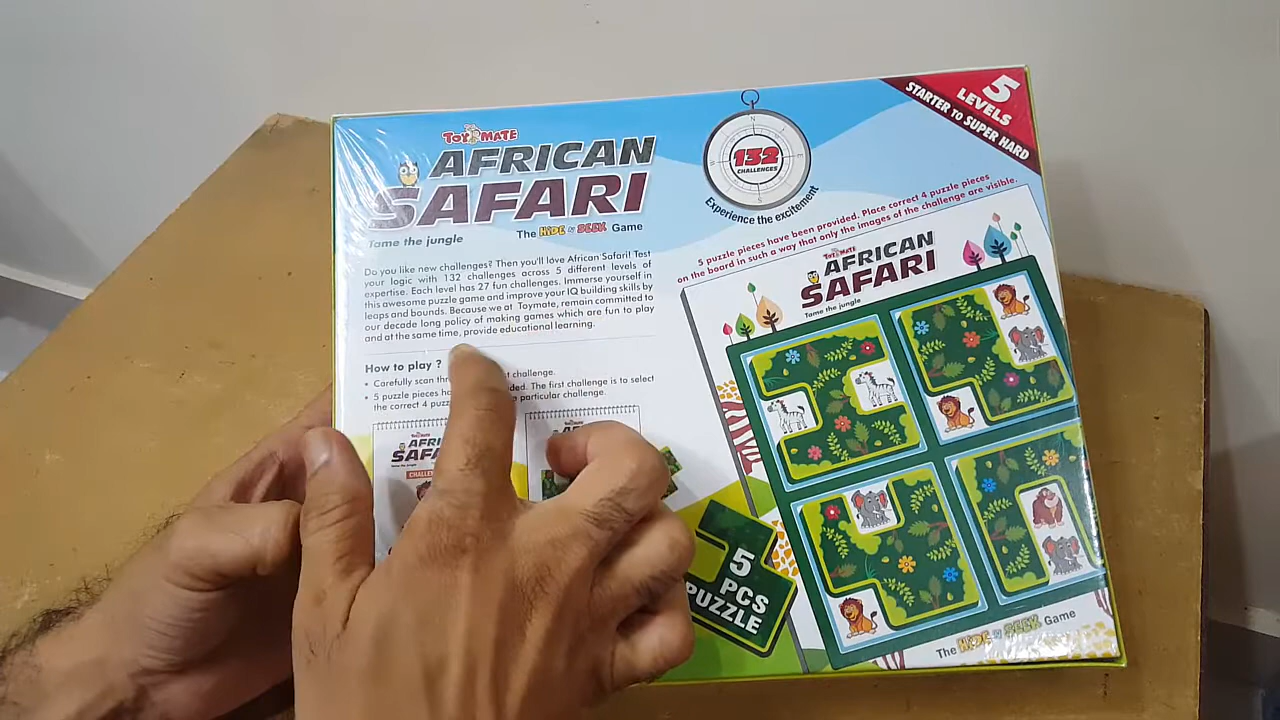 TOYMATE
AFRICAN
SAFARI
Tame the jungle
The HIDE N SEEK Game
Do you like new challenges? Then you'll love African Safari! Test
your logic with 132 challenges across 5 different levels of
expertise. Each level has 27 fun challenges. Immerse yourself in
this awesome puzzle game and improve your IQ building skills by
leaps and bounds. Because we at Toymate, remain committed to
our decade long policy of making games which are fun to play
and at the same time, provide educational learning.
How to play ?
• Carefully scan challenge.
• 5 puzzle pieces The first challenge is to select
the correct 4 particular challenge.
132
CHALLENGES
Experience the excitement
5
LEVELS
STARTER TO SUPER HARD
5 puzzle pieces have been provided. Place correct 4 puzzle pieces
on the board in such a way that only the images of the challenge are visible.
TOYMATE
AFRICAN
SAFARI
Tame the jungle
5
PCS
PUZZLE
The HIDE N SEEK Game